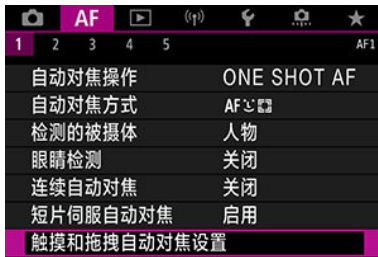 AF
1 2 3 4 5 AF1
自动对焦操作 ONE SHOT AF
自动对焦方式 AF
检测的被摄体 人物
眼睛检测 关闭
连续自动对焦 关闭
短片伺服自动对焦 启用
触摸和拖拽自动对焦设置